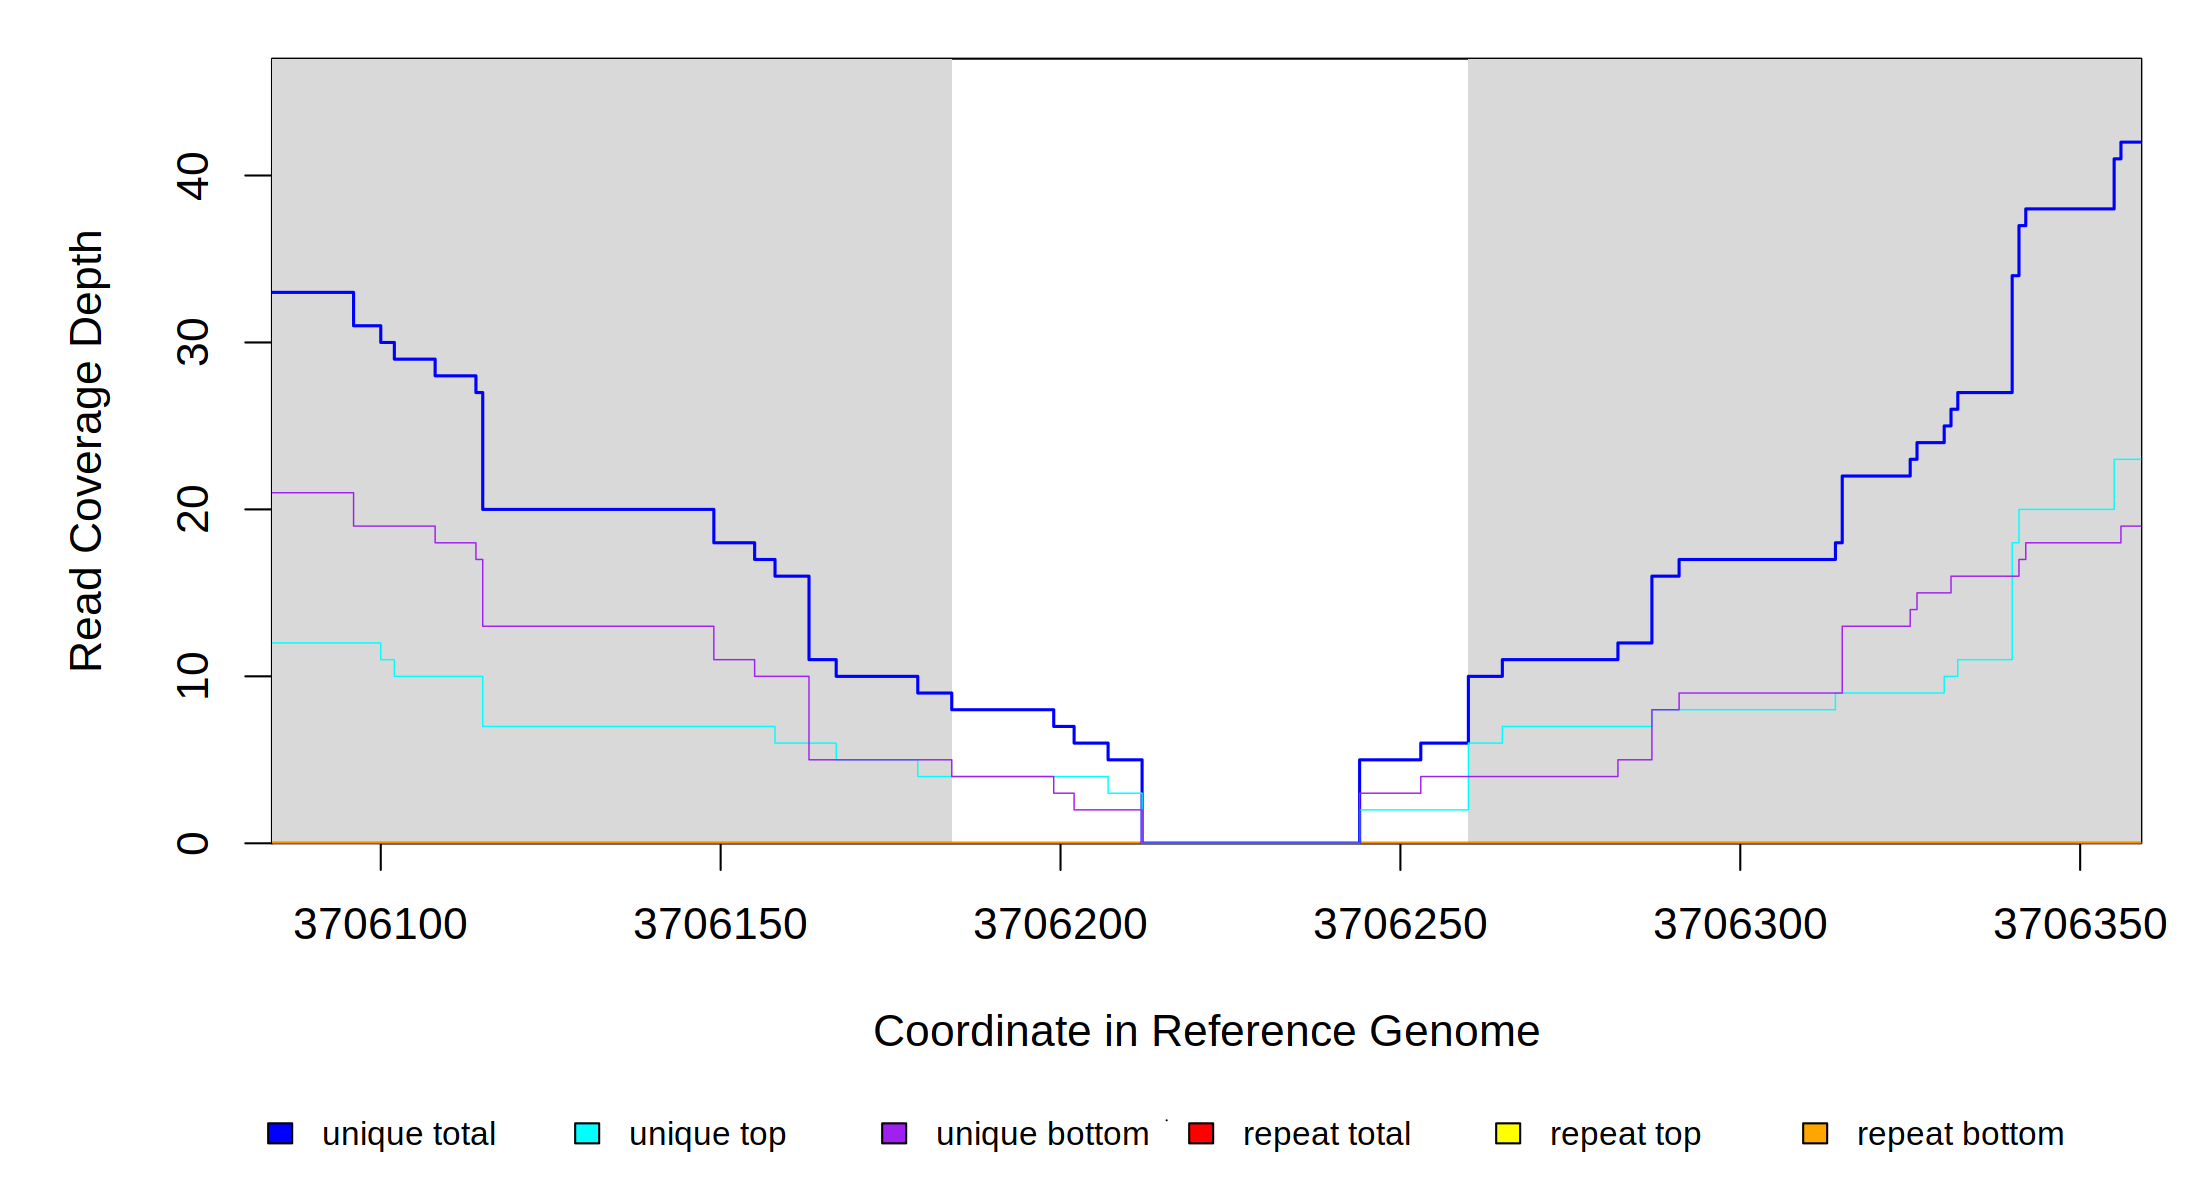 Read Coverage Depth
40
30
20
10
0
3706100 3706150 3706200 3706250 3706300 3706350
Coordinate in Reference Genome
unique total unique top unique bottom repeat total repeat top repeat bottom